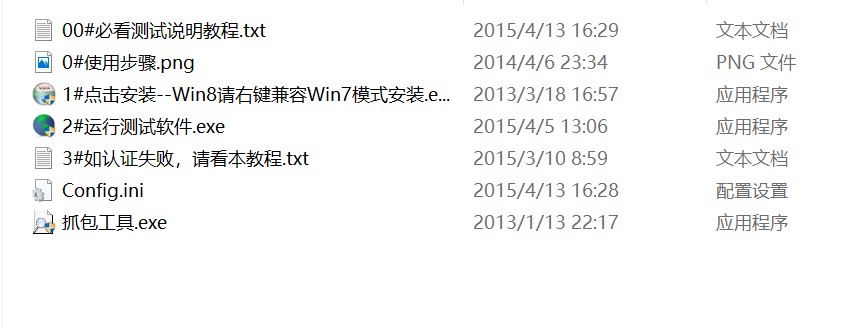 00#必看测试说明教程.txt 2015/4/13 16:29 文本文档
0#使用步骤.png 2014/4/6 23:34 PNG 文件
1#点击安装--Win8请右键兼容Win7模式安装.e... 2013/3/18 16:57 应用程序
2#运行测试软件.exe 2015/4/5 13:06 应用程序
3#如认证失败，请看本教程.txt 2015/3/10 8:59 文本文档
Config.ini 2015/4/13 16:28 配置设置
抓包工具.exe 2013/1/13 22:17 应用程序